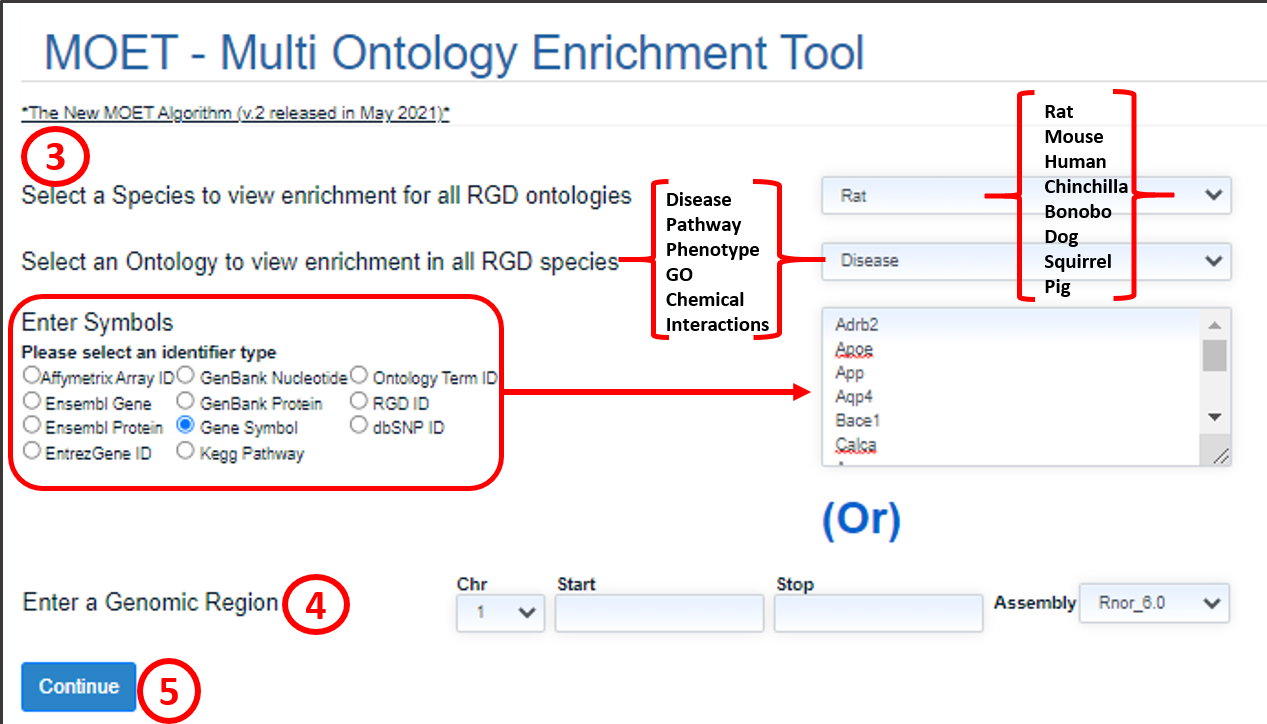 MOET - Multi Ontology Enrichment Tool
*The New MOET Algorithm (v.2 released in May 2021)*
3
Select a Species to view enrichment for all RGD ontologies
Rat
Rat
Mouse
Human
Chinchilla
Bonobo
Dog
Squirrel
Pig
Select an Ontology to view enrichment in all RGD species
Disease
Pathway
Phenotype
GO
Chemical
Interactions
Disease
Enter Symbols
Please select an identifier type
Affymetrix Array ID GenBank Nucleotide Ontology Term ID
Ensembl Gene GenBank Protein RGD ID
Ensembl Protein Gene Symbol dbSNP ID
EntrezGene ID Kegg Pathway
Adrb2
Apoe
App
Aqp4
Bace1
Calca
(Or)
Enter a Genomic Region 4
Chr Start Stop
1
Assembly Rnor_6.0
Continue 5